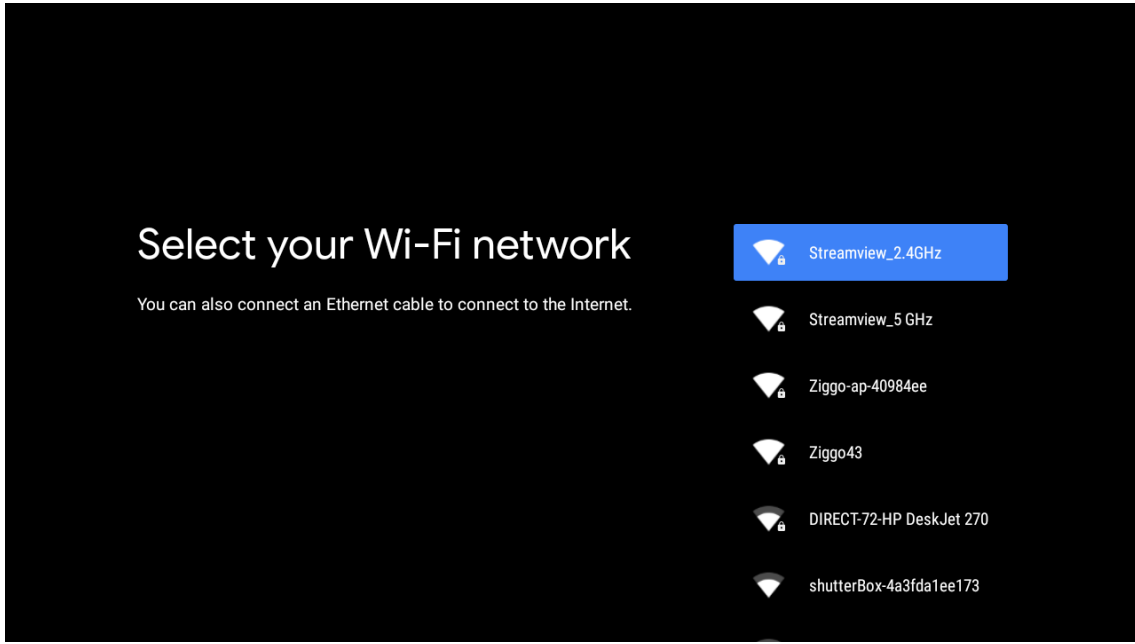 Select your Wi-Fi network
You can also connect an Ethernet cable to connect to the Internet.
Streamview_2.4GHz
Streamview_5 GHz
Ziggo-ap-40984ee
Ziggo43
DIRECT-72-HP DeskJet 270
shutterBox-4a3fda1ee173